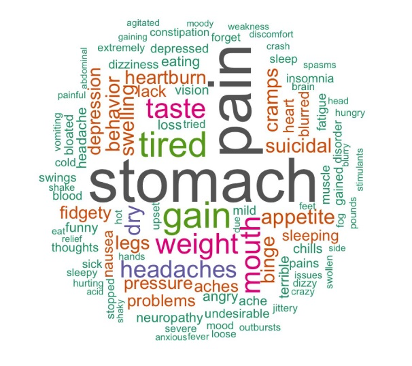 agitated moody weakness
gaining constipation forget discomfort
extremely depressed crash
abdominal dizziness eating sleep spasms
painful depression behavior swelling heartburn pain cramps insomnia
lack vision heart brain
taste blurred fatigue head
vomiting bloated headache loss tried hungry
tired suicidal disorder
cold blurry
swings stomach muscle gained stimulants
shake
blood
fidgety hot dry upset gain due mild feet appetite fog pounds
eat funny mouth
relief legs weight binge sleeping side
thoughts nausea chills
sick hands headaches terrible pains swollen
sleepy issues
hurting pressure aches dizzy
acid stopped angry ache crazy
problems undesirable jittery
shaky neuropathy
severe mood outbursts
anxious fever loose